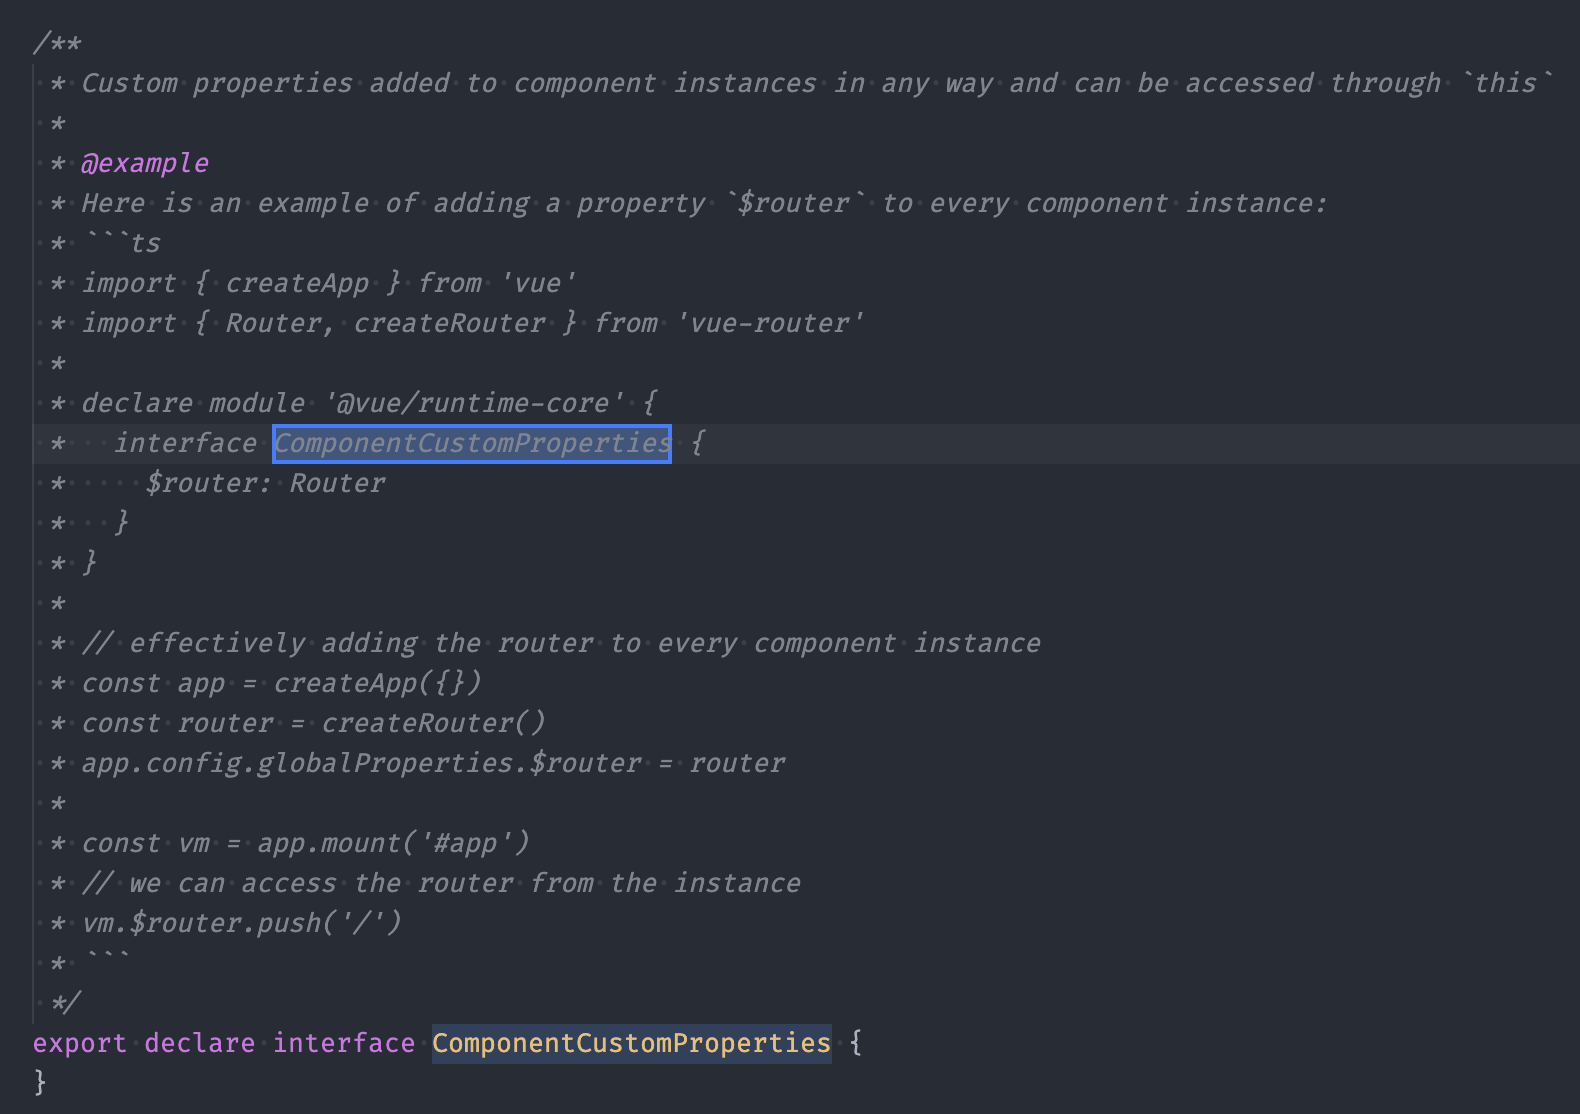 /**
 * Custom properties added to component instances in any way and can be accessed through `this`
 *
 * @example
 * Here is an example of adding a property `$router` to every component instance:
 * ```ts
 * import { createApp } from 'vue'
 * import { Router, createRouter } from 'vue-router'
 *
 * declare module '@vue/runtime-core' {
 *   interface ComponentCustomProperties {
 *     $router: Router
 *   }
 * }
 *
 * // effectively adding the router to every component instance
 * const app = createApp({})
 * const router = createRouter()
 * app.config.globalProperties.$router = router
 *
 * const vm = app.mount('#app')
 * // we can access the router from the instance
 * vm.$router.push('/')
 * ```
 */
export declare interface ComponentCustomProperties {
}